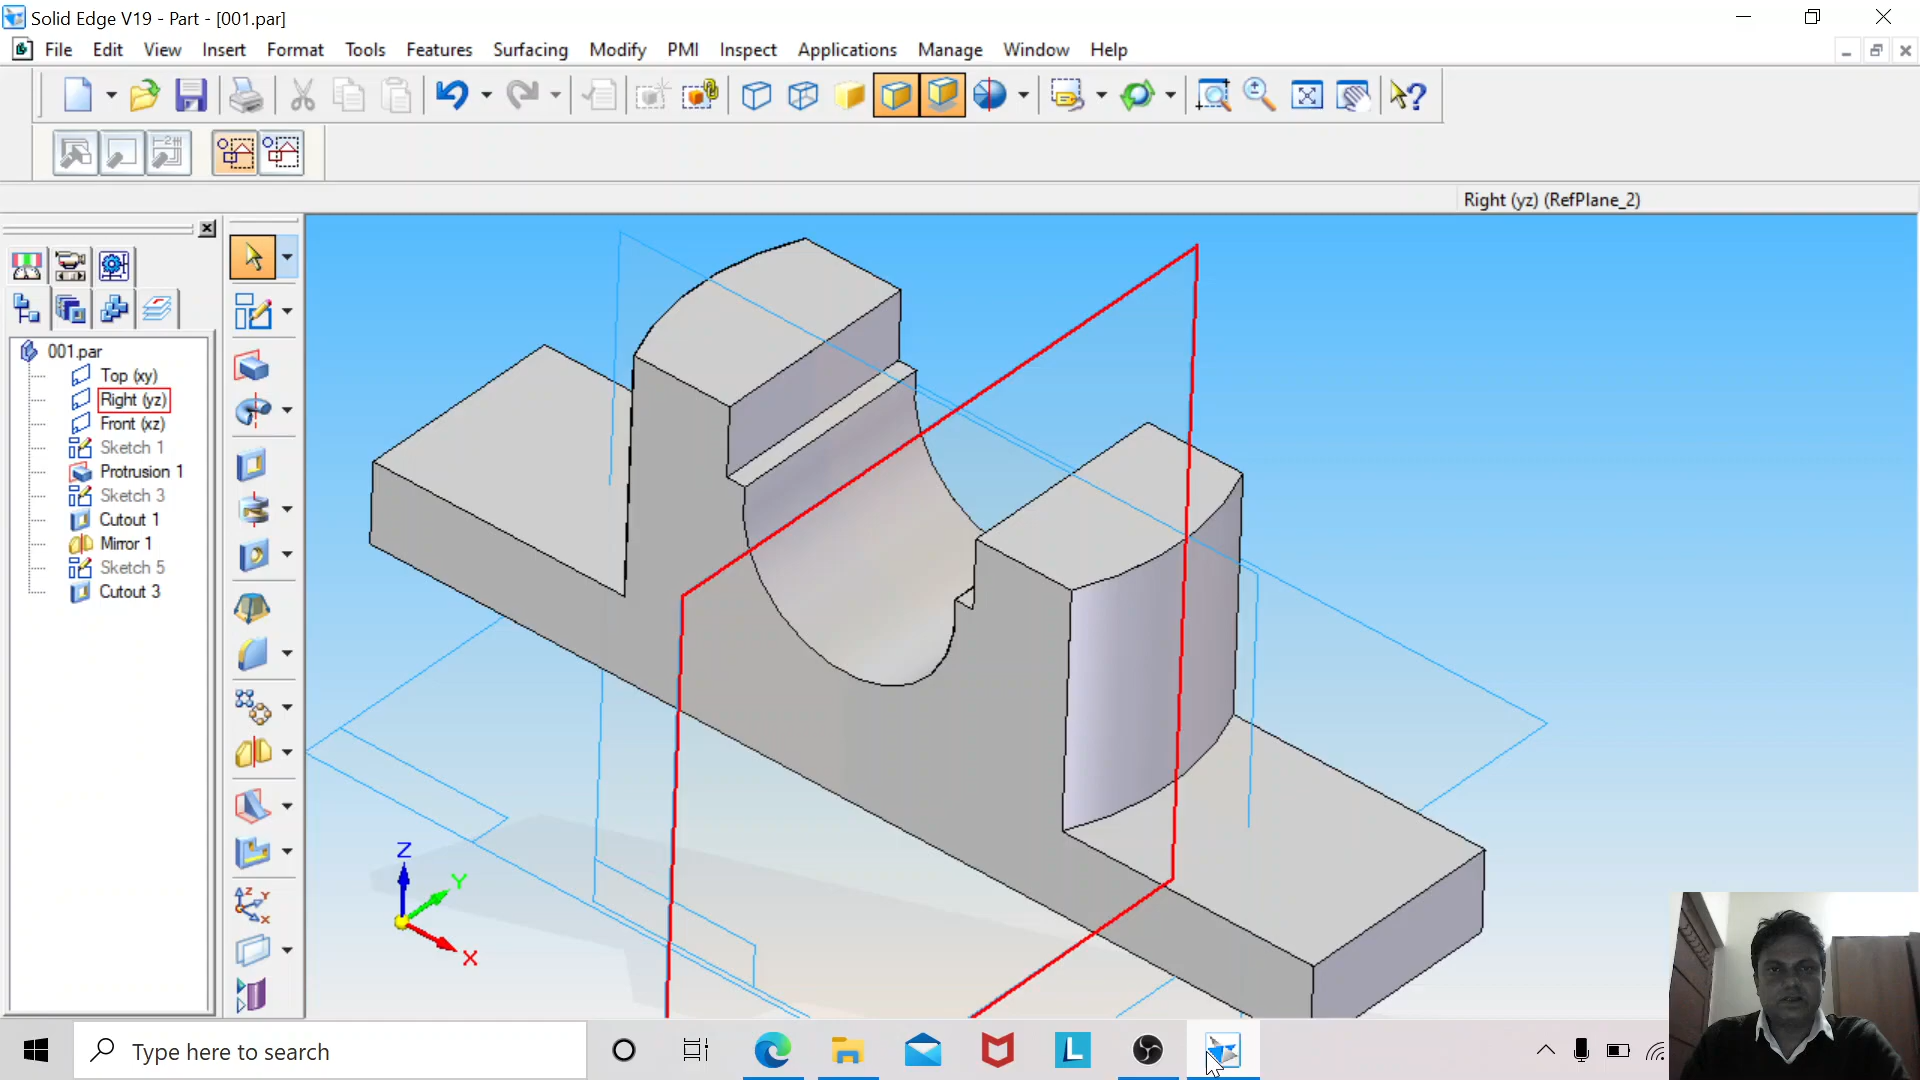 Solid Edge V19 - Part - [001.par]
File Edit View Insert Format Tools Features Surfacing Modify PMI Inspect Applications Manage Window Help
Right (yz) (RefPlane_2)
001.par
Top (xy)
Right (yz)
Front (xz)
Sketch 1
Protrusion 1
Sketch 3
Cutout 1
Mirror 1
Sketch 5
Cutout 3
Z
Y
X
Type here to search
L